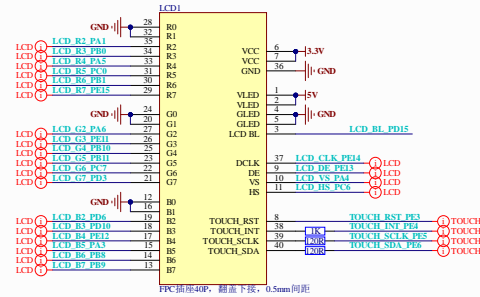 LCD1
GND 28 R0
32 R1
LCD LCD_R2_PA1 35 R2
LCD LCD_R3_PB0 34 R3
LCD LCD_R4_PA5 33 R4
LCD LCD_R5_PC0 31 R5
LCD LCD_R6_PB1 30 R6
LCD LCD_R7_PE15 29 R7
GND 24 G0
20 G1
LCD LCD_G2_PA6 27 G2
LCD LCD_G3_PE11 26 G3
LCD LCD_G4_PB10 25 G4
LCD LCD_G5_PB11 23 G5
LCD LCD_G6_PC7 22 G6
LCD LCD_G7_PD3 21 G7
GND 12 B0
16 B1
LCD LCD_B2_PD6 19 B2
LCD LCD_B3_PD10 18 B3
LCD LCD_B4_PE12 17 B4
LCD LCD_B5_PA3 15 B5
LCD LCD_B6_PB8 14 B6
LCD LCD_B7_PB9 13 B7
VCC 6 3.3V
VCC 7
GND 36 GND
VLED 1 5V
VLED 2
GLED 4 GND
GLED 5
LCD BL 3 LCD_BL_PD15
DCLK 37 LCD_CLK_PE14 LCD
DE 9 LCD_DE_PE13 LCD
VS 10 LCD_VS_PA4 LCD
HS 11 LCD_HS_PC6 LCD
TOUCH_RST 8 TOUCH_RST_PE3 TOUCH
TOUCH_INT 38 1K TOUCH_INT_PE4 TOUCH
TOUCH_SCLK 39 120R TOUCH_SCLK_PE5 TOUCH
TOUCH_SDA 40 120R TOUCH_SDA_PE6 TOUCH
FPC插座40P，翻盖下接，0.5mm间距